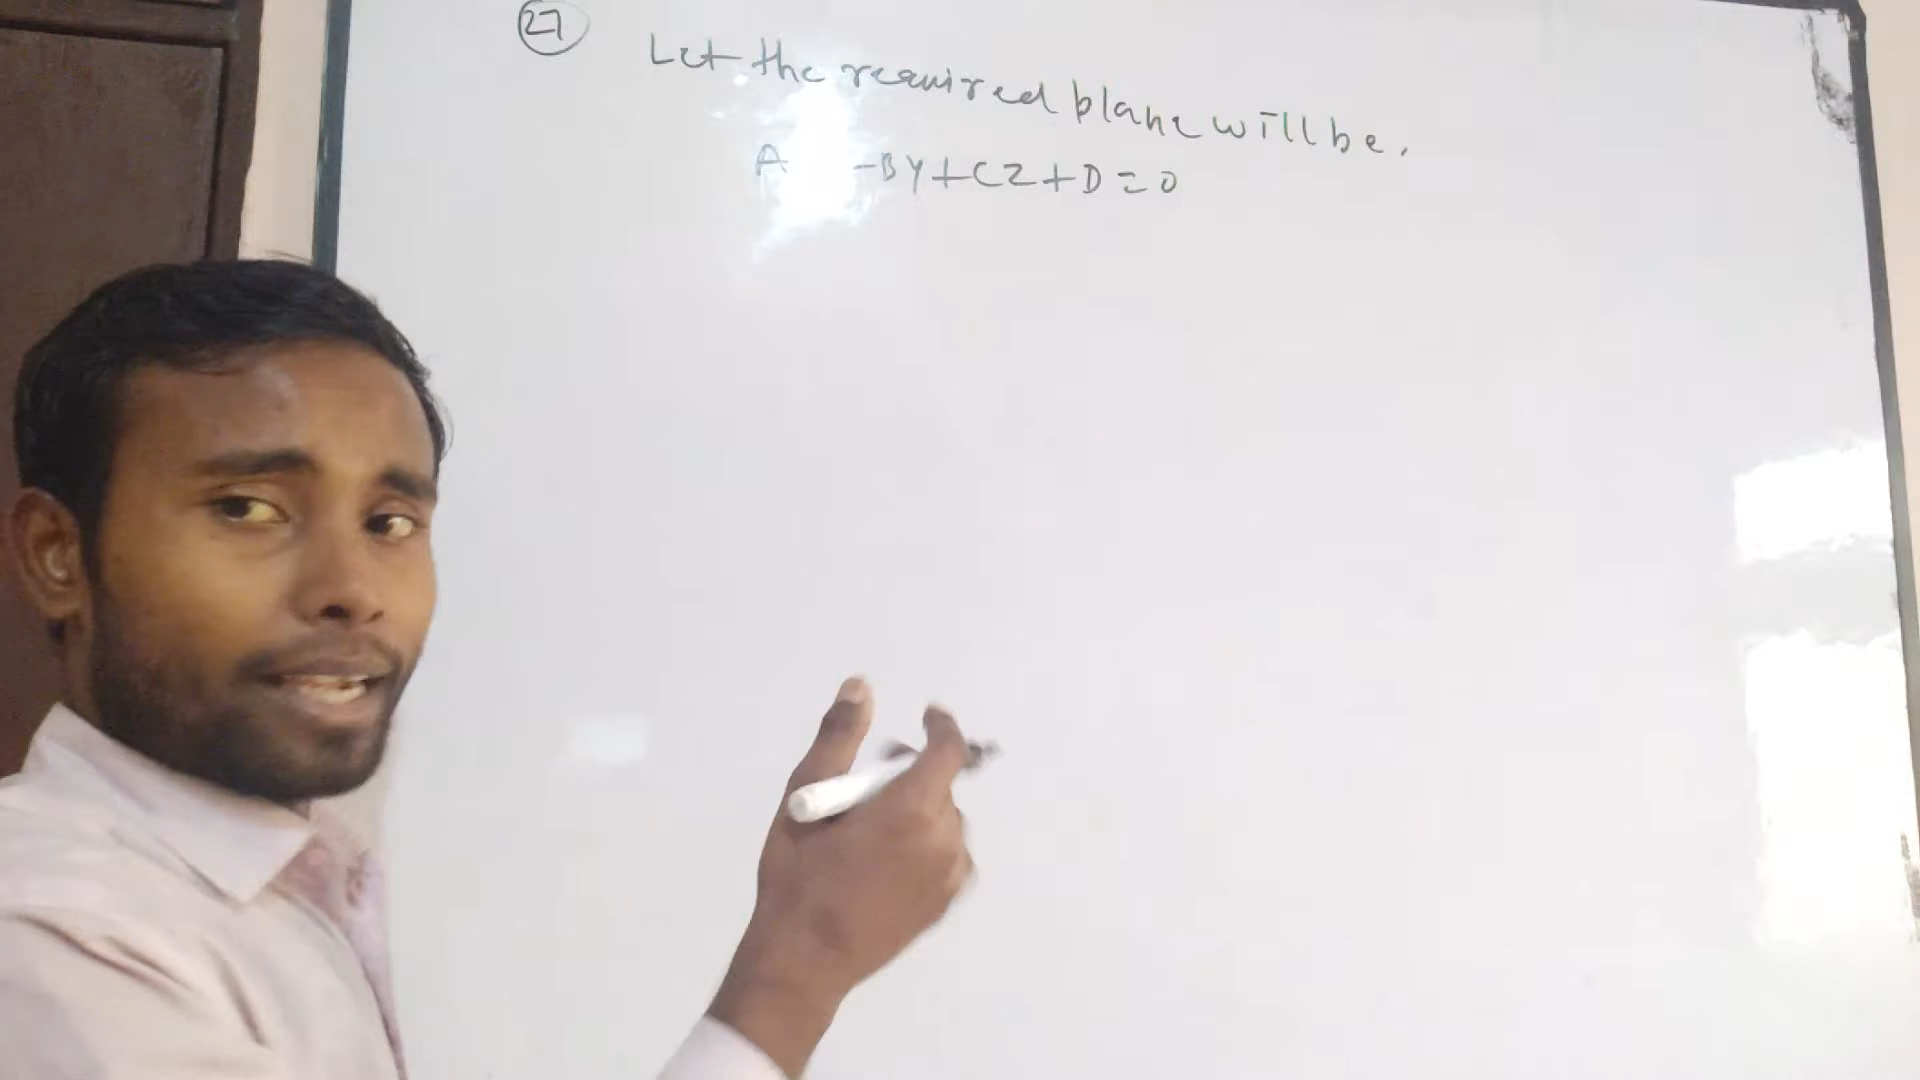 27
Let the required plane will be.
A -BY+CZ+D=0